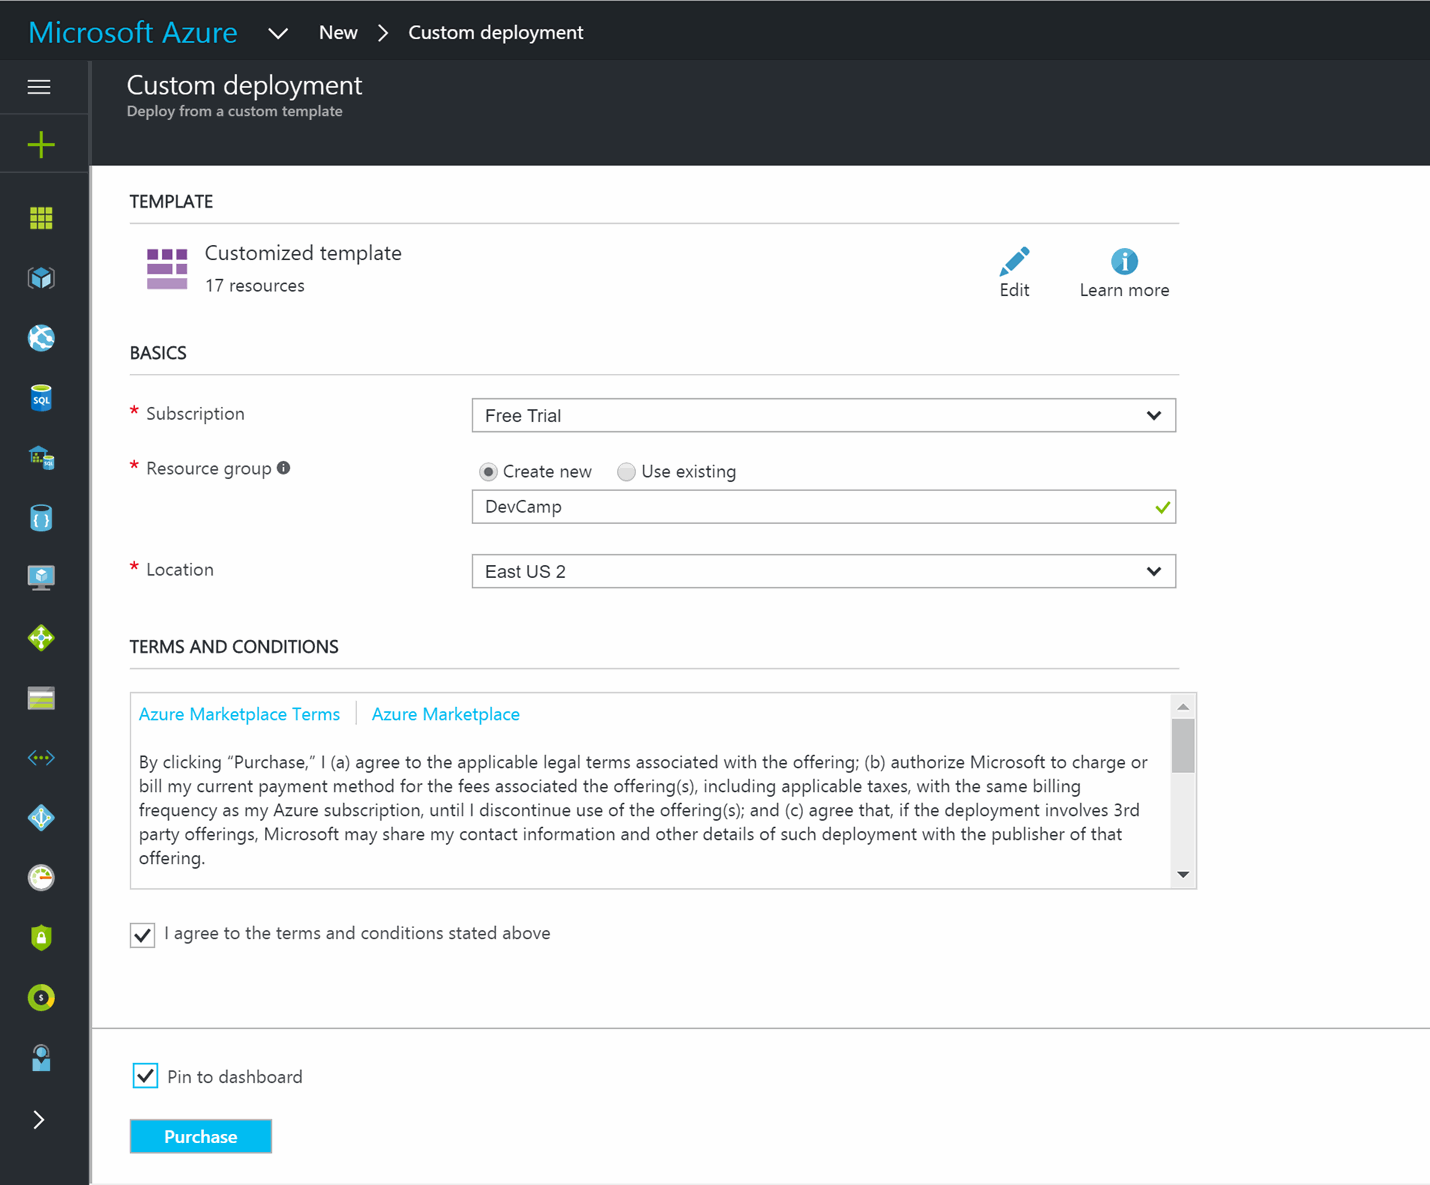 Microsoft Azure New Custom deployment
Custom deployment
Deploy from a custom template
TEMPLATE
Customized template
17 resources
Edit
Learn more
BASICS
* Subscription
Free Trial
* Resource group
Create new
Use existing
DevCamp
* Location
East US 2
TERMS AND CONDITIONS
Azure Marketplace Terms
Azure Marketplace
By clicking “Purchase,” I (a) agree to the applicable legal terms associated with the offering; (b) authorize Microsoft to charge or
bill my current payment method for the fees associated the offering(s), including applicable taxes, with the same billing
frequency as my Azure subscription, until I discontinue use of the offering(s); and (c) agree that, if the deployment involves 3rd
party offerings, Microsoft may share my contact information and other details of such deployment with the publisher of that
offering.
I agree to the terms and conditions stated above
Pin to dashboard
Purchase
SQL
SQL